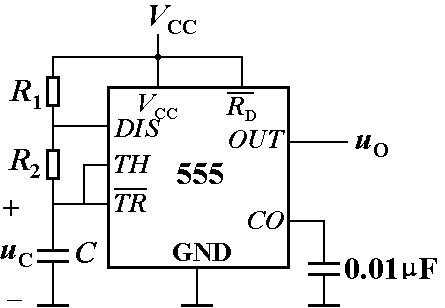 V_CC
R_1
V_CC
R̅_D
DIS
OUT
u_O
R_2
TH
555
T̅R̅
+
CO
u_C
C
GND
0.01μF
−